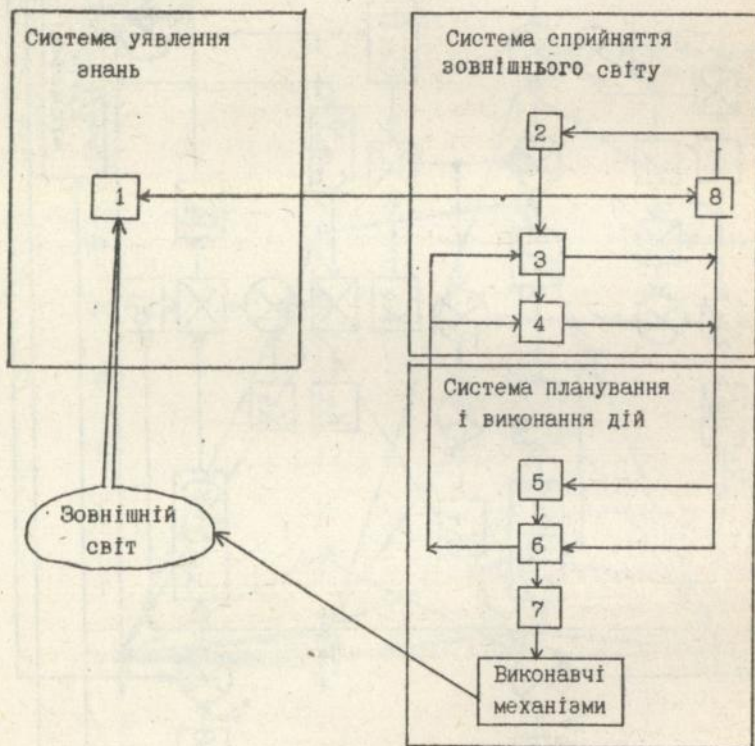 Система уявлення
знань
Система сприйняття
зовнішнього світу
2
1
8
3
4
Система планування
і виконання дій
5
Зовнішній
світ
6
7
Виконавчі
механізми